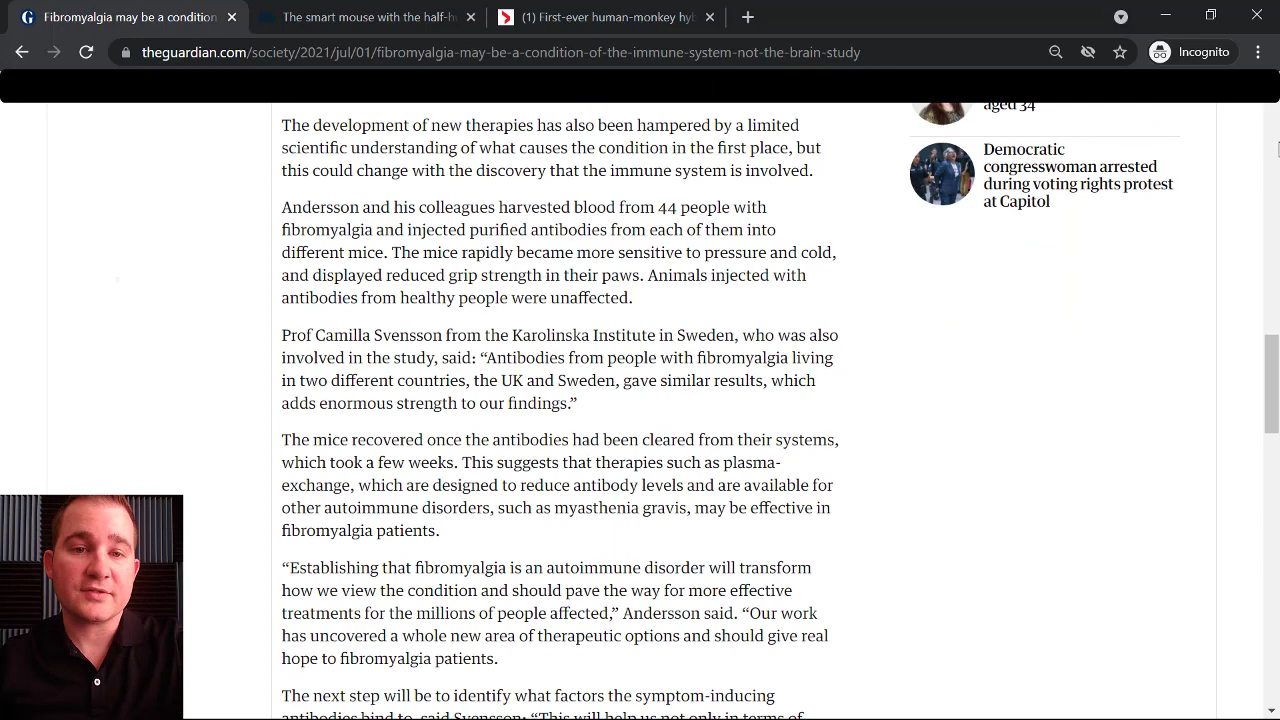 Fibromyalgia may be a condition
The smart mouse with the half-hu
(1) First-ever human-monkey hyb
theguardian.com/society/2021/jul/01/fibromyalgia-may-be-a-condition-of-the-immune-system-not-the-brain-study
Incognito
The development of new therapies has also been hampered by a limited
scientific understanding of what causes the condition in the first place, but
this could change with the discovery that the immune system is involved.
Andersson and his colleagues harvested blood from 44 people with
fibromyalgia and injected purified antibodies from each of them into
different mice. The mice rapidly became more sensitive to pressure and cold,
and displayed reduced grip strength in their paws. Animals injected with
antibodies from healthy people were unaffected.
Prof Camilla Svensson from the Karolinska Institute in Sweden, who was also
involved in the study, said: “Antibodies from people with fibromyalgia living
in two different countries, the UK and Sweden, gave similar results, which
adds enormous strength to our findings.”
The mice recovered once the antibodies had been cleared from their systems,
which took a few weeks. This suggests that therapies such as plasma-
exchange, which are designed to reduce antibody levels and are available for
other autoimmune disorders, such as myasthenia gravis, may be effective in
fibromyalgia patients.
“Establishing that fibromyalgia is an autoimmune disorder will transform
how we view the condition and should pave the way for more effective
treatments for the millions of people affected,” Andersson said. “Our work
has uncovered a whole new area of therapeutic options and should give real
hope to fibromyalgia patients.
The next step will be to identify what factors the symptom-inducing
antibodies bind to, said Svensson: “This will help us not only in terms of
aged 34
Democratic
congresswoman arrested
during voting rights protest
at Capitol